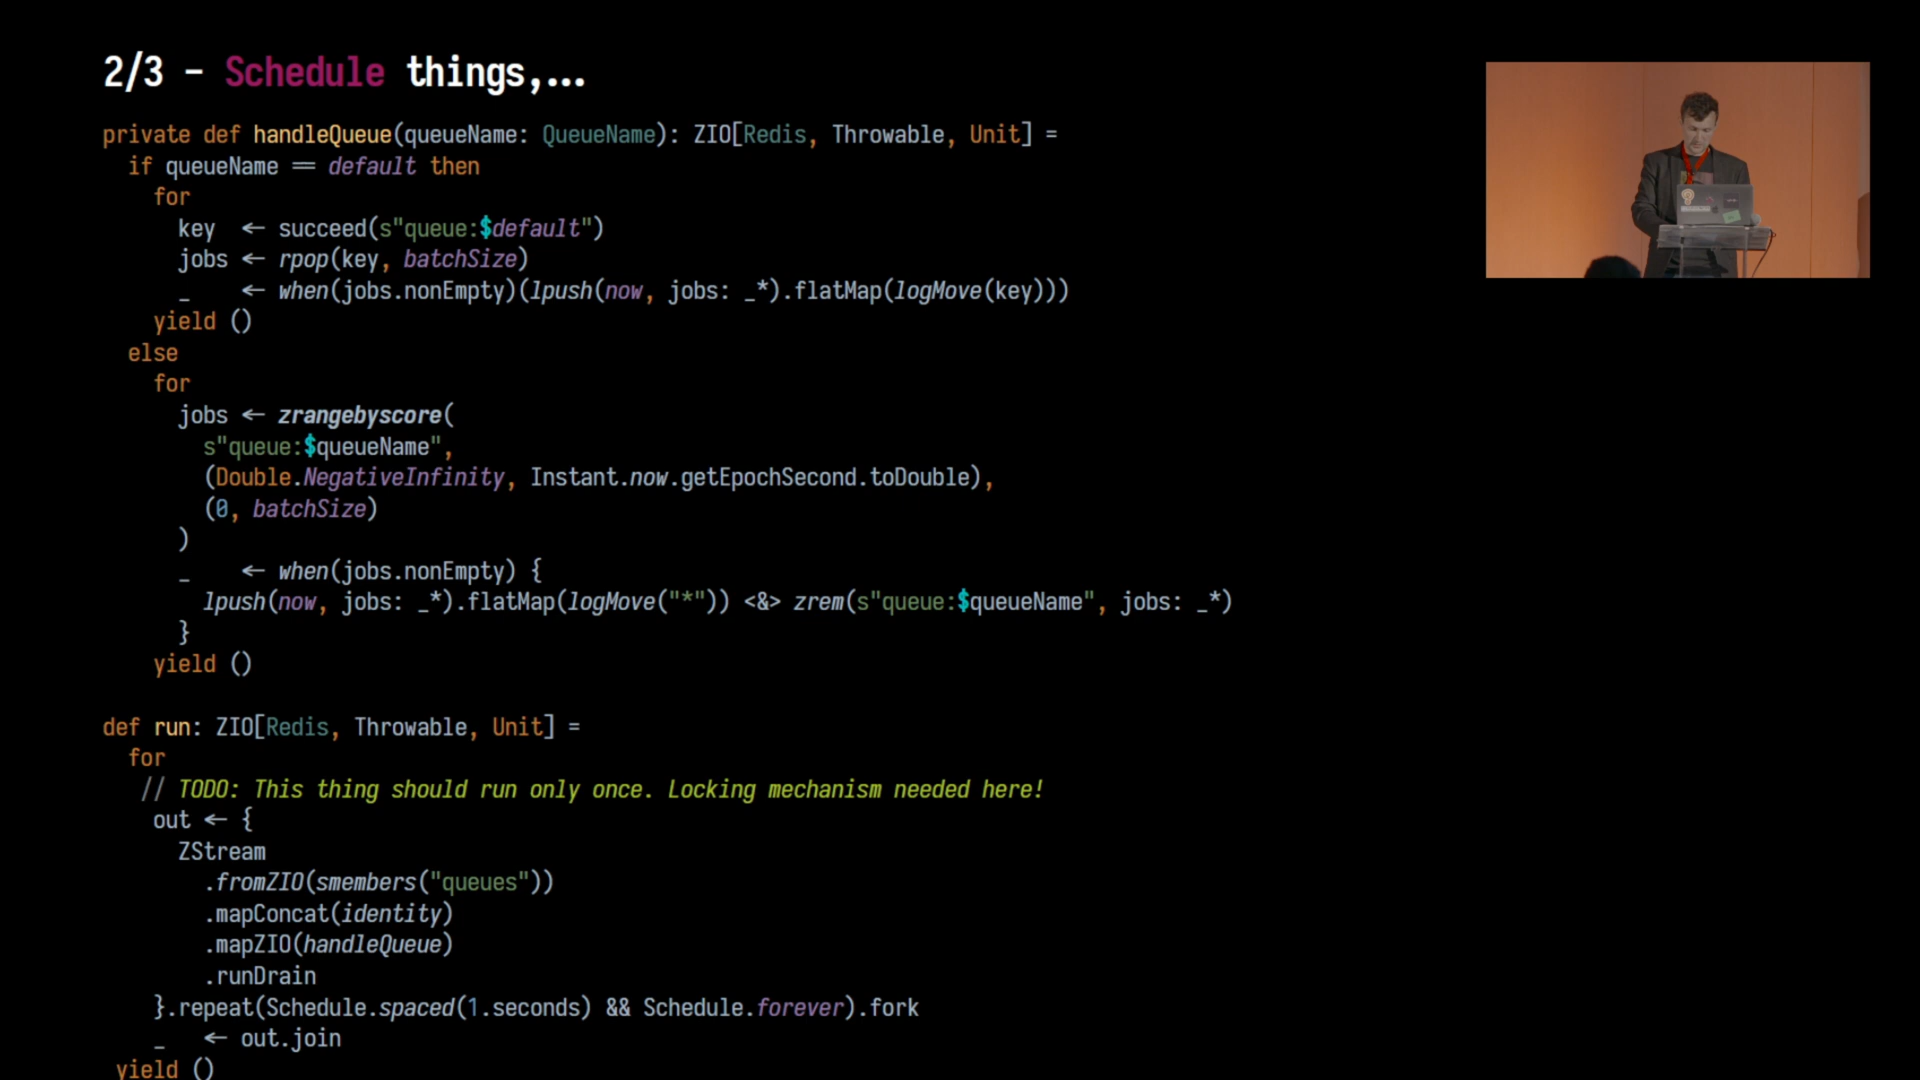 2/3 - Schedule things,...
private def handleQueue(queueName: QueueName): ZIO[Redis, Throwable, Unit] =
  if queueName == default then
    for
      key  <- succeed(s"queue:$default")
      jobs <- rpop(key, batchSize)
      _    <- when(jobs.nonEmpty)(lpush(now, jobs: _*).flatMap(logMove(key)))
    yield ()
  else
    for
      jobs <- zrangebyscore(
        s"queue:$queueName",
        (Double.NegativeInfinity, Instant.now.getEpochSecond.toDouble),
        (0, batchSize)
      )
      _    <- when(jobs.nonEmpty) {
        lpush(now, jobs: _*).flatMap(logMove("*")) <&> zrem(s"queue:$queueName", jobs: _*)
      }
    yield ()

def run: ZIO[Redis, Throwable, Unit] =
  for
   // TODO: This thing should run only once. Locking mechanism needed here!
    out <- {
      ZStream
        .fromZIO(smembers("queues"))
        .mapConcat(identity)
        .mapZIO(handleQueue)
        .runDrain
    }.repeat(Schedule.spaced(1.seconds) && Schedule.forever).fork
    _   <- out.join
 yield ()